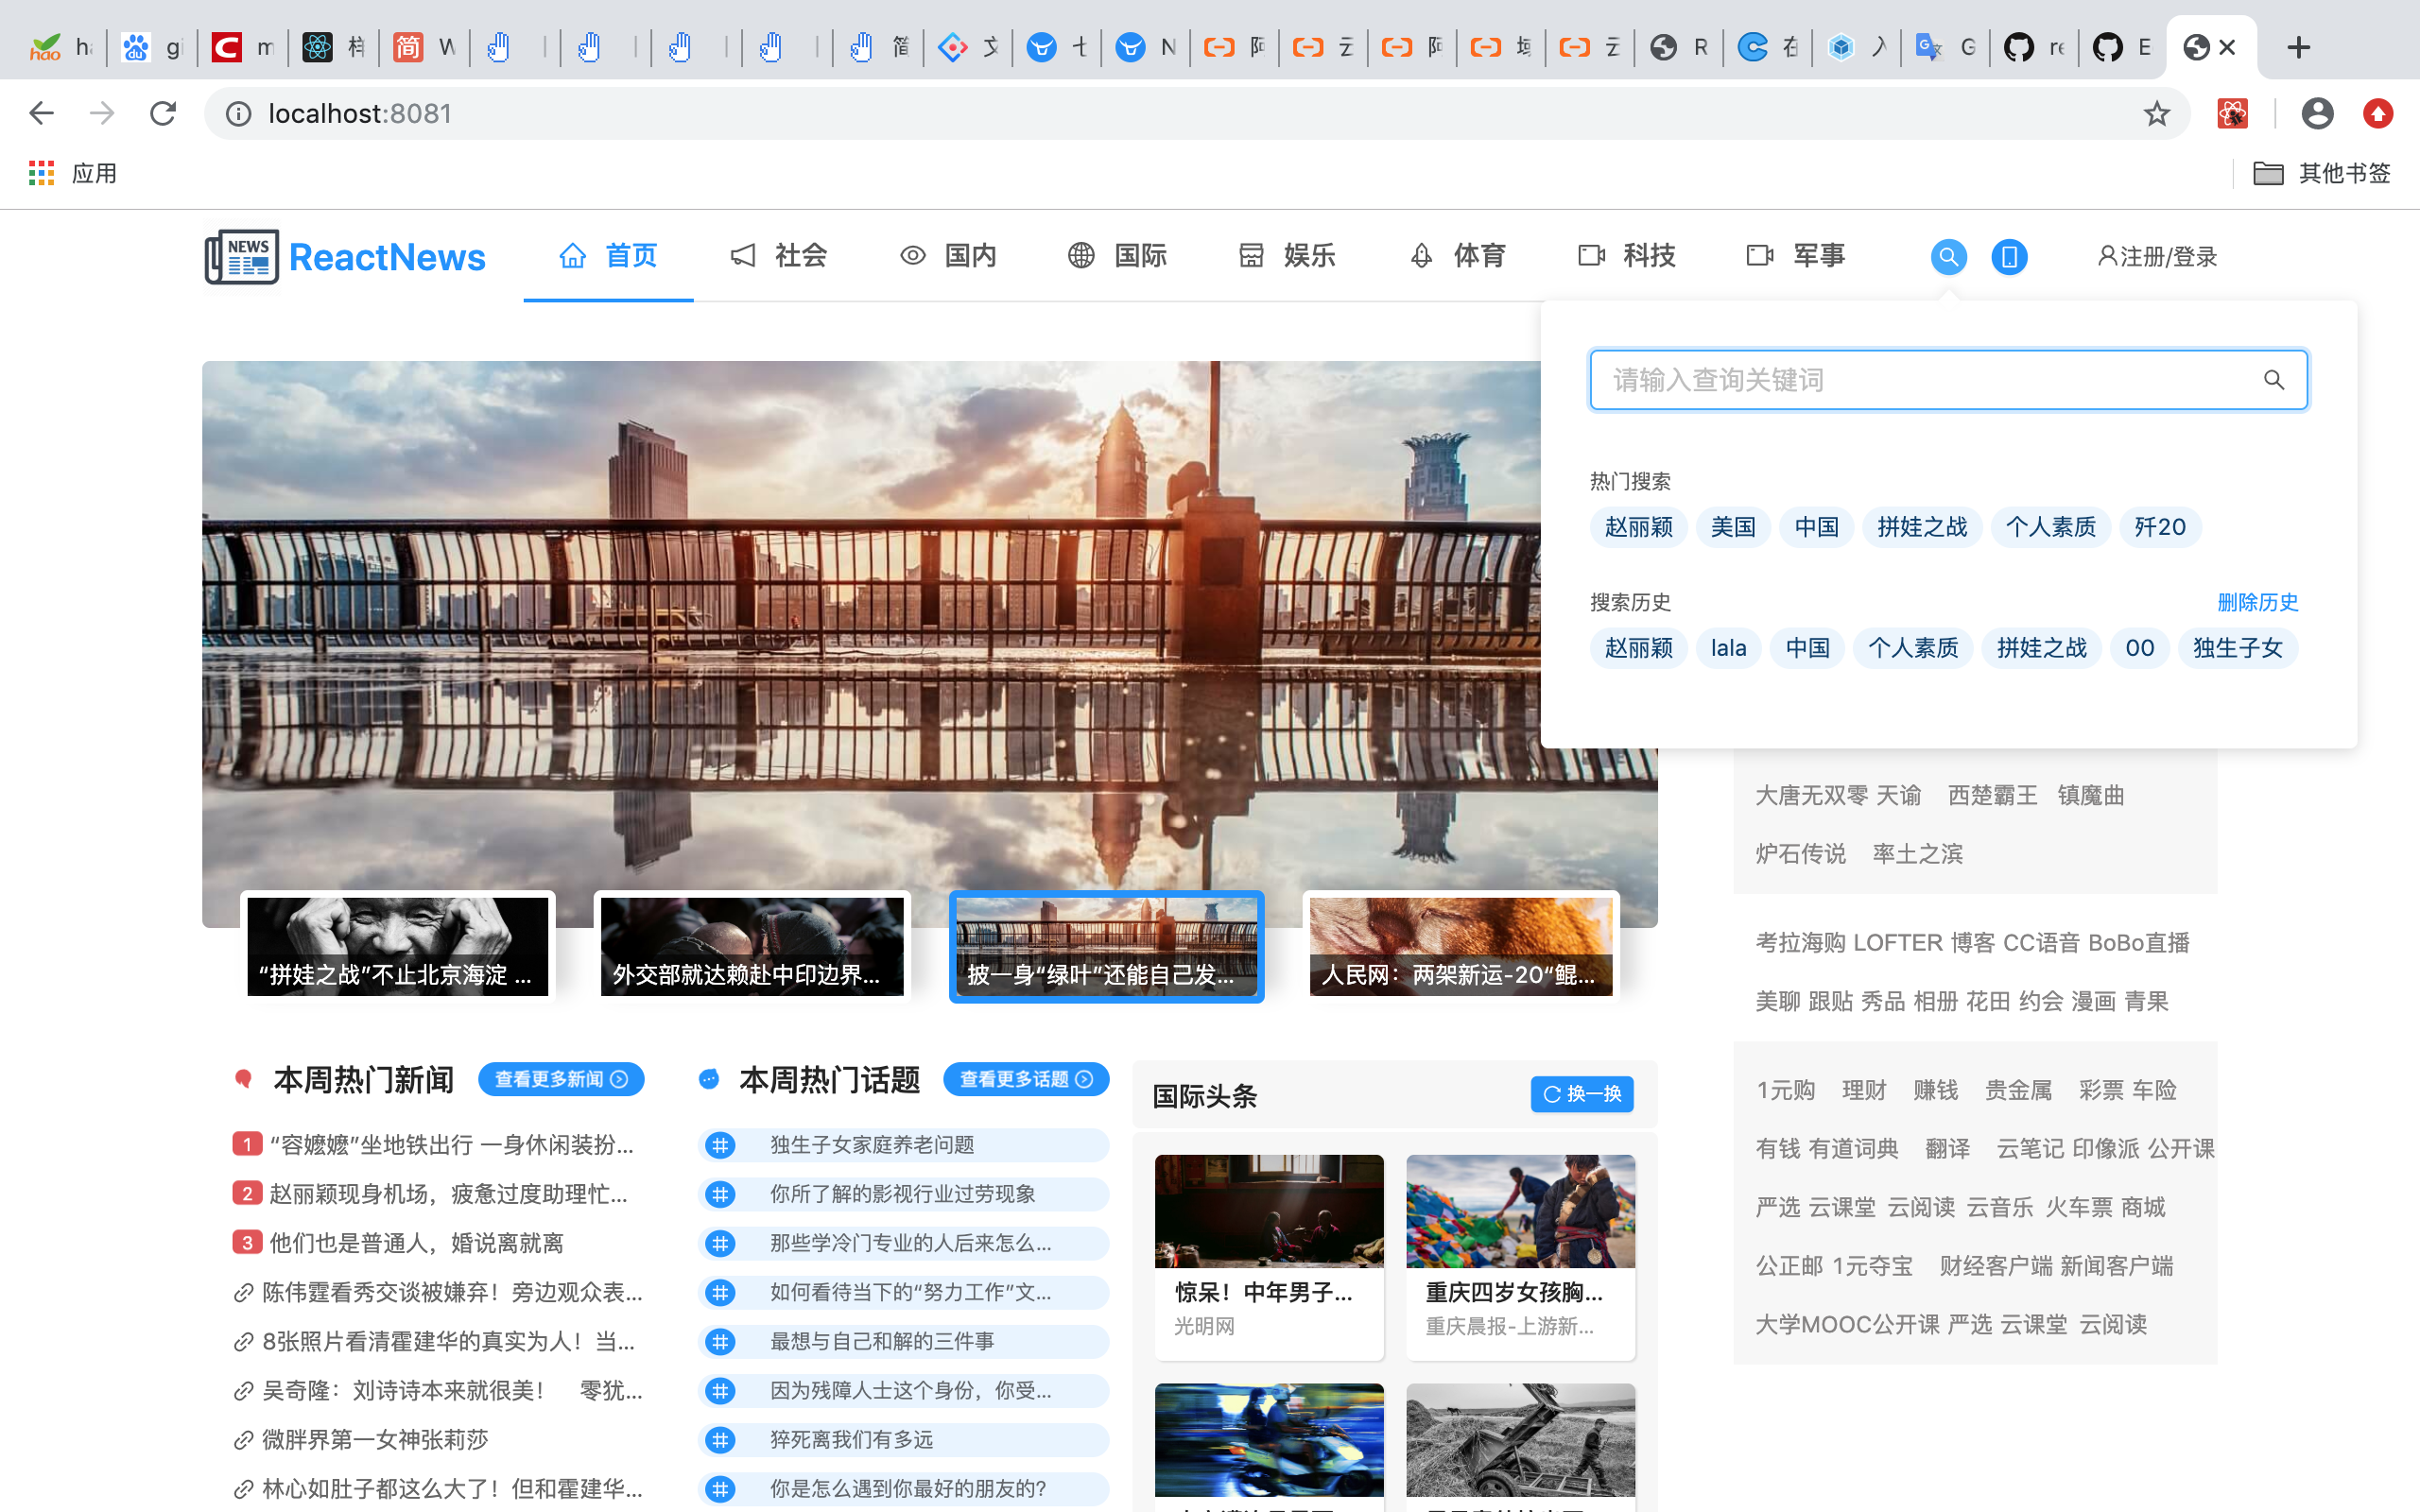 hao
gi
m
样
简 W
简
文
七
N
阿
云
阿
域
云
R
在
入
G
re
E
localhost:8081
应用
其他书签
NEWS ReactNews
首页
社会
国内
国际
娱乐
体育
科技
军事
注册/登录
请输入查询关键词
热门搜索
赵丽颖 美国 中国 拼娃之战 个人素质 歼20
搜索历史 删除历史
赵丽颖 lala 中国 个人素质 拼娃之战 00 独生子女
“拼娃之战”不止北京海淀 ...
外交部就达赖赴中印边界...
披一身“绿叶”还能自己发...
人民网：两架新运-20“鲲...
本周热门新闻 查看更多新闻
1 “容嬷嬷”坐地铁出行 一身休闲装扮...
2 赵丽颖现身机场，疲惫过度助理忙...
3 他们也是普通人，婚说离就离
陈伟霆看秀交谈被嫌弃！旁边观众表...
8张照片看清霍建华的真实为人！当...
吴奇隆：刘诗诗本来就很美！ 零犹...
微胖界第一女神张莉莎
林心如肚子都这么大了！但和霍建华...
本周热门话题 查看更多话题
# 独生子女家庭养老问题
# 你所了解的影视行业过劳现象
# 那些学冷门专业的人后来怎么...
# 如何看待当下的“努力工作”文...
# 最想与自己和解的三件事
# 因为残障人士这个身份，你受...
# 猝死离我们有多远
# 你是怎么遇到你最好的朋友的?
国际头条 换一换
惊呆！中年男子...
光明网
重庆四岁女孩胸...
重庆晨报-上游新...
大唐无双零 天谕 西楚霸王 镇魔曲
炉石传说 率土之滨
考拉海购 LOFTER 博客 CC语音 BoBo直播
美聊 跟贴 秀品 相册 花田 约会 漫画 青果
1元购 理财 赚钱 贵金属 彩票 车险
有钱 有道词典 翻译 云笔记 印像派 公开课
严选 云课堂 云阅读 云音乐 火车票 商城
公正邮 1元夺宝 财经客户端 新闻客户端
大学MOOC公开课 严选 云课堂 云阅读